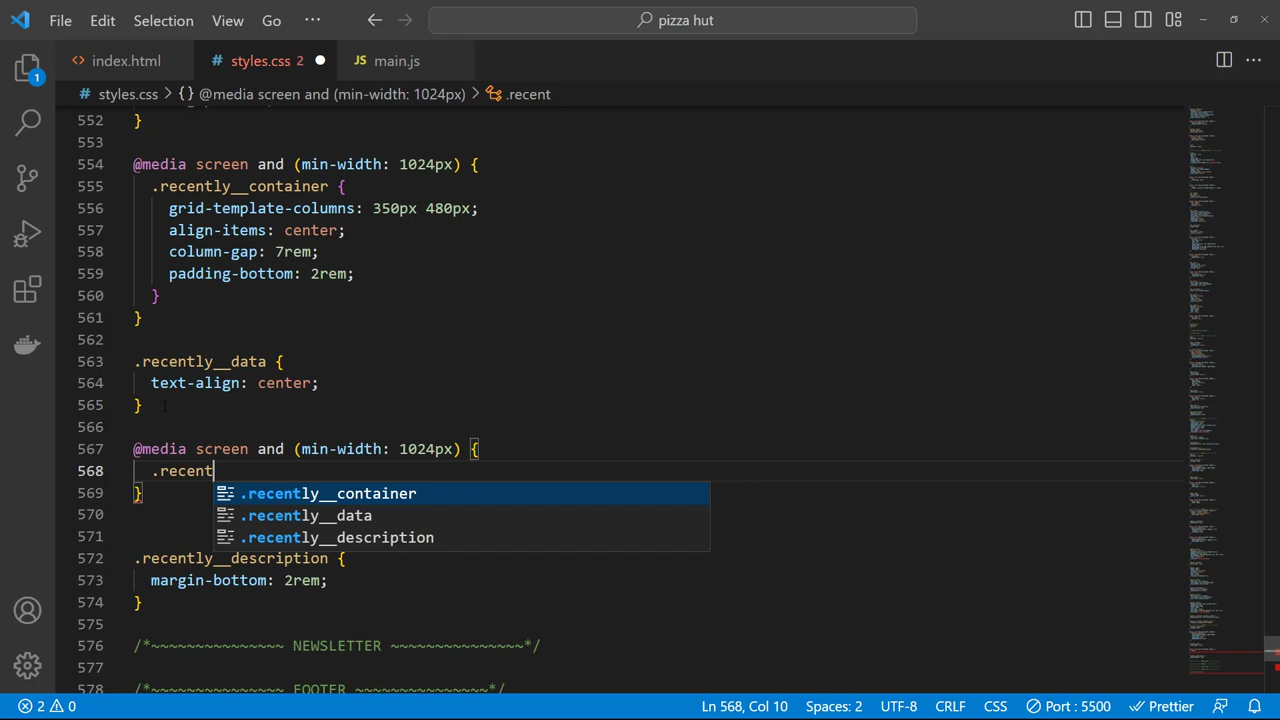 File Edit Selection View Go ··· pizza hut
index.html styles.css 2 JS main.js
styles.css > {} @media screen and (min-width: 1024px) > .recent
552 }
553
554 @media screen and (min-width: 1024px) {
555 .recently__container {
556 grid-template-columns: 350px 480px;
557 align-items: center;
558 column-gap: 7rem;
559 padding-bottom: 2rem;
560 }
561 }
562
563 .recently__data {
564 text-align: center;
565 }
566
567 @media screen and (min-width: 1024px) {
568 .recent
569 }
.recently__container
570 .recently__data
571 .recently__description
572 .recently__description {
573 margin-bottom: 2rem;
574 }
575
576 /*~~~~~~~~~~~~~~~ NEWSLETTER ~~~~~~~~~~~~~~~*/
577
578 /*~~~~~~~~~~~~~~~ FOOTER ~~~~~~~~~~~~~~~*/
1
2 0 Ln 568, Col 10 Spaces: 2 UTF-8 CRLF CSS Port : 5500 Prettier